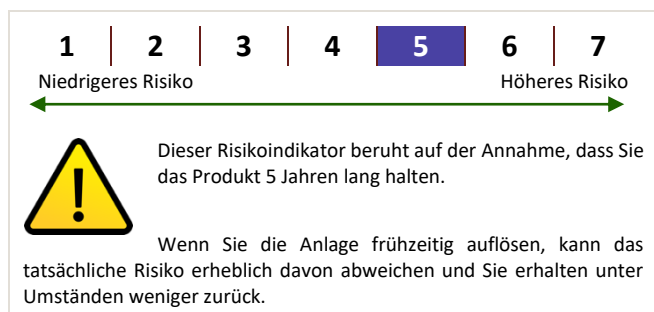 1 2 3 4 5 6 7
Niedrigeres Risiko Höheres Risiko
Dieser Risikoindikator beruht auf der Annahme, dass Sie
das Produkt 5 Jahren lang halten.
Wenn Sie die Anlage frühzeitig auflösen, kann das
tatsächliche Risiko erheblich davon abweichen und Sie erhalten unter
Umständen weniger zurück.